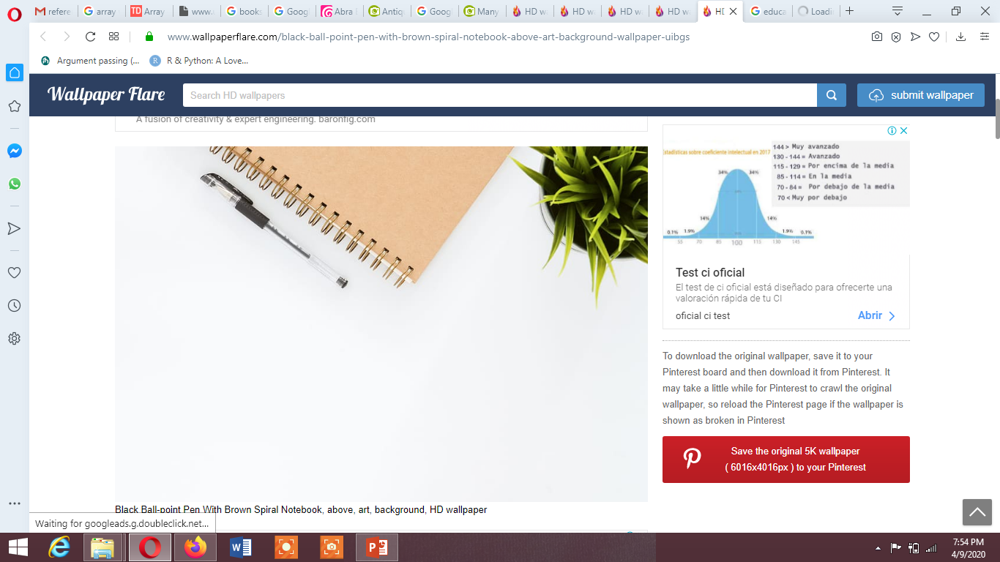 refere
array
Array
www.
books
Goog
Abra
Antiqu
Goog
Many
HD w
HD w
HD w
HD w
HD
educa
Loadi
www.wallpaperflare.com/black-ball-point-pen-with-brown-spiral-notebook-above-art-background-wallpaper-uibgs
Argument passing (...
R & Python: A Love...
Wallpaper Flare
Search HD wallpapers
submit wallpaper
A fusion of creativity & expert engineering. baronfig.com
Estadísticas sobre coeficiente intelectual en 2017
144 > Muy avanzado
130 - 144 = Avanzado
115 - 129 = Por encima de la media
85 - 114 = En la media
70 - 84 = Por debajo de la media
70 < Muy por debajo
34% 34%
14% 14%
0.1% 1.9% 1.9% 0.1%
55 70 85 100 115 130 145
Test ci oficial
El test de ci oficial está diseñado para ofrecerte una
valoración rápida de tu CI
oficial ci test
Abrir
To download the original wallpaper, save it to your
Pinterest board and then download it from Pinterest. It
may take a little while for Pinterest to crawl the original
wallpaper, so reload the Pinterest page if the wallpaper is
shown as broken in Pinterest
Save the original 5K wallpaper
( 6016x4016px ) to your Pinterest
Black Ball-point Pen With Brown Spiral Notebook, above, art, background, HD wallpaper
Waiting for googleads.g.doubleclick.net...
7:54 PM
4/9/2020